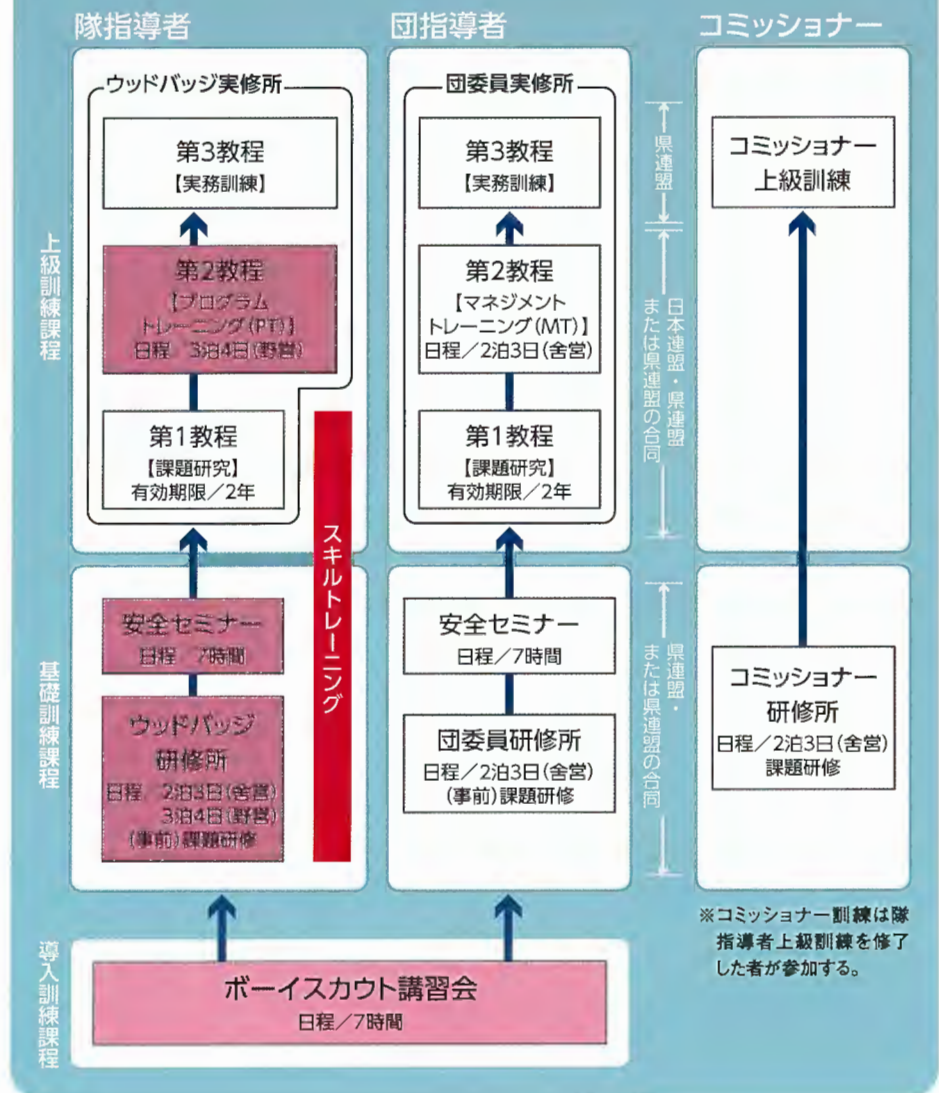 隊指導者
団指導者
コミッショナー
上級訓練課程
ウッドバッジ実修所
第3教程
【実務訓練】
第2教程
【プログラム
トレーニング(PT)】
日程/3泊4日(野営)
第1教程
【課題研究】
有効期限/2年
団委員実修所
第3教程
【実務訓練】
第2教程
【マネジメント
トレーニング(MT)】
日程/2泊3日(舎営)
第1教程
【課題研究】
有効期限/2年
県連盟
日本連盟・県連盟
または県連盟の合同
コミッショナー
上級訓練
スキルトレーニング
基礎訓練課程
安全セミナー
日程/7時間
ウッドバッジ
研修所
日程/2泊3日(舎営)
3泊4日(野営)
(事前)課題研修
安全セミナー
日程/7時間
団委員研修所
日程/2泊3日(舎営)
(事前)課題研修
県連盟・
または県連盟の合同
コミッショナー
研修所
日程/2泊3日(舎営)
課題研修
※コミッショナー訓練は隊
指導者上級訓練を修了
した者が参加する。
導入訓練課程
ボーイスカウト講習会
日程/7時間